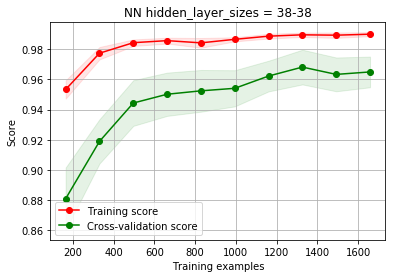 NN hidden_layer_sizes = 38-38
Score
0.98
0.96
0.94
0.92
0.90
0.88
0.86
Training score
Cross-validation score
200 400 600 800 1000 1200 1400 1600
Training examples